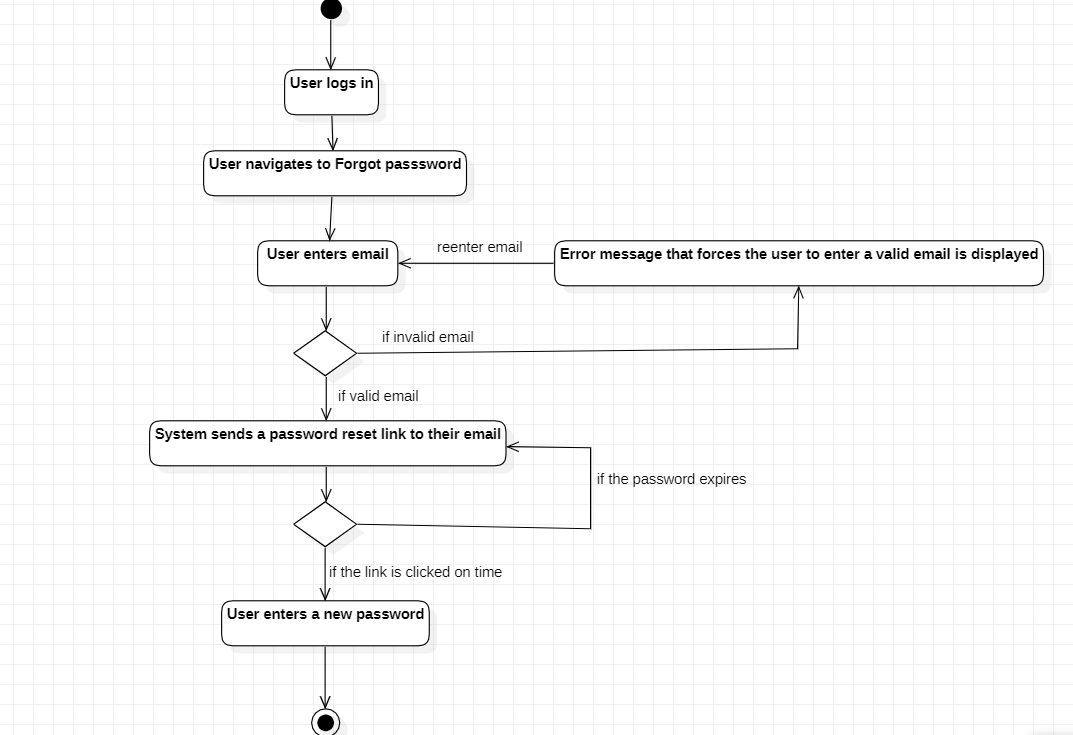 User logs in
User navigates to Forgot passsword
User enters email
reenter email
Error message that forces the user to enter a valid email is displayed
if invalid email
if valid email
System sends a password reset link to their email
if the password expires
if the link is clicked on time
User enters a new password